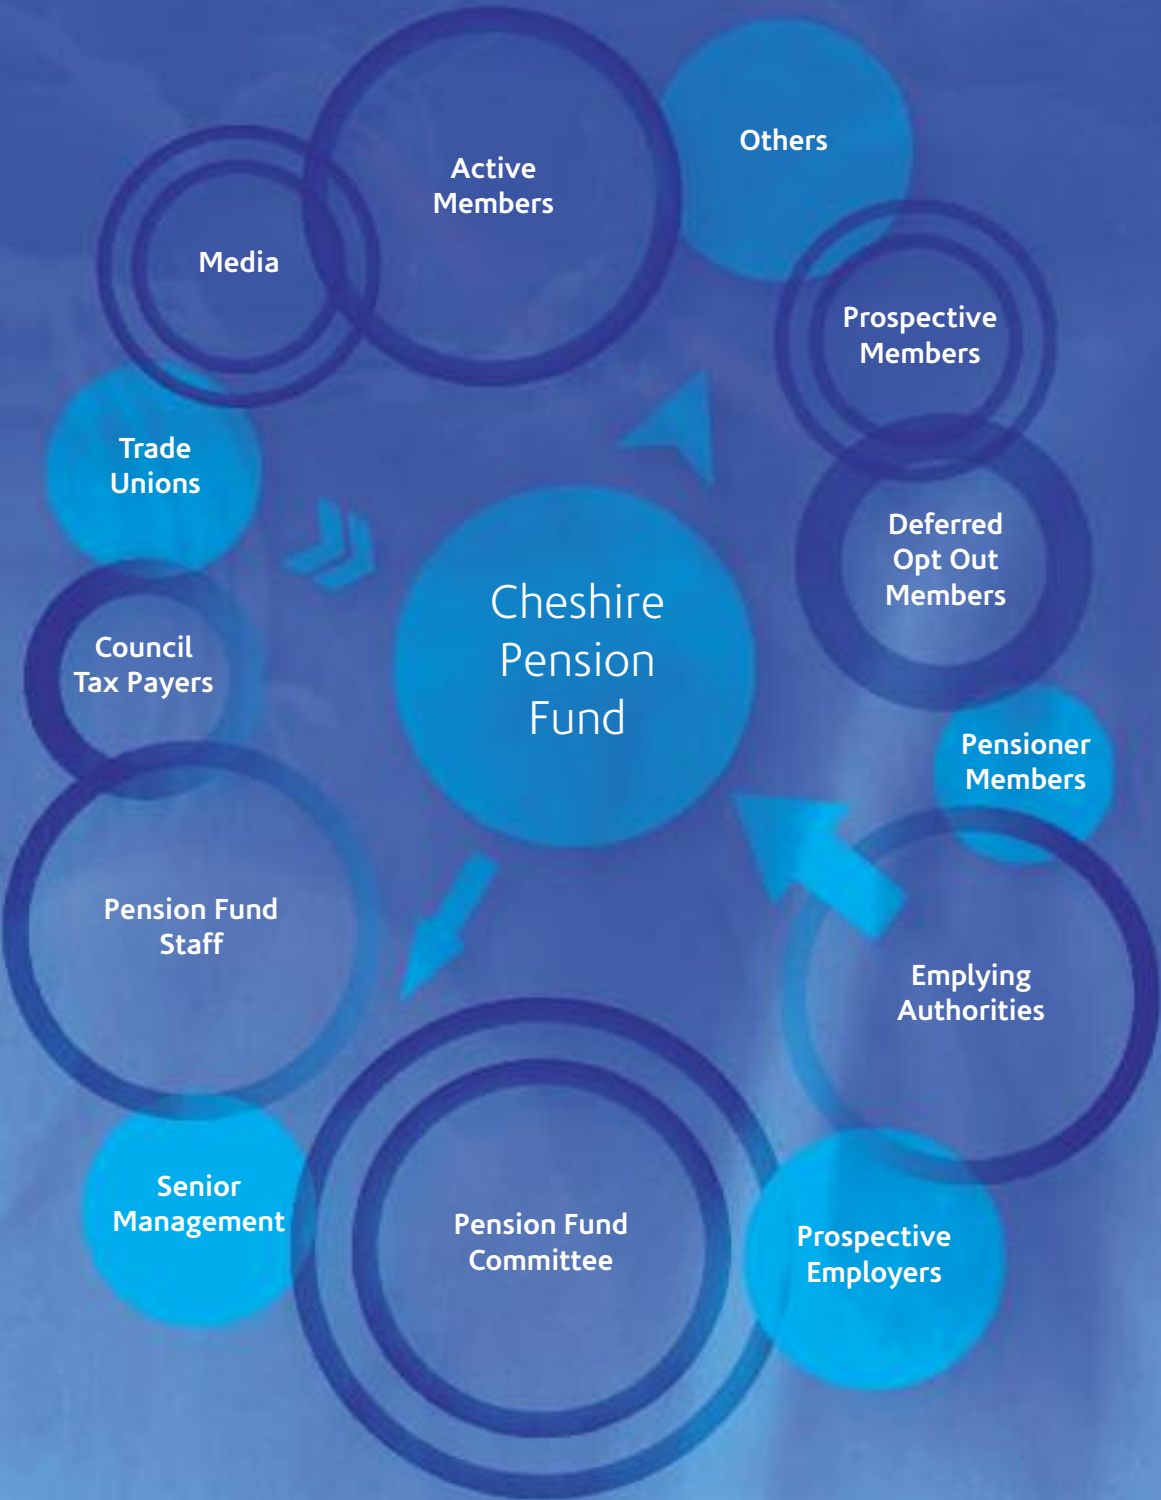 Others
Active
Members
Media
Prospective
Members
Trade
Unions
Deferred
Opt Out
Members
Cheshire
Pension
Fund
Council
Tax Payers
Pensioner
Members
Pension Fund
Staff
Emplying
Authorities
Senior
Management
Pension Fund
Committee
Prospective
Employers